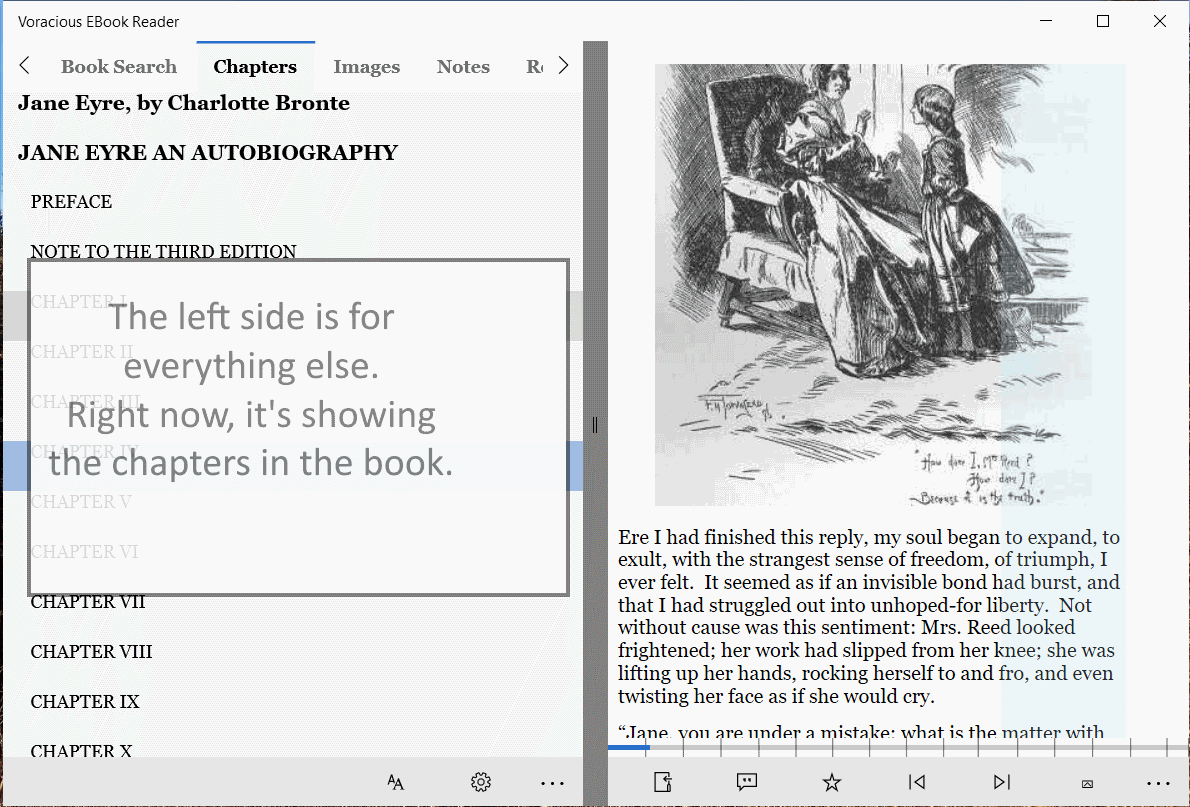 Voracious EBook Reader
Book Search Chapters Images Notes
Jane Eyre, by Charlotte Bronte
JANE EYRE AN AUTOBIOGRAPHY
PREFACE
NOTE TO THE THIRD EDITION
CHAPTER I
CHAPTER II
CHAPTER III
CHAPTER IV
CHAPTER V
CHAPTER VI
The left side is for
everything else.
Right now, it's showing
the chapters in the book.
CHAPTER VII
CHAPTER VIII
CHAPTER IX
CHAPTER X
AA
"How dare I, Mrs Reed?
How dare I?
Because it is the truth."
Ere I had finished this reply, my soul began to expand, to
exult, with the strangest sense of freedom, of triumph, I
ever felt.  It seemed as if an invisible bond had burst, and
that I had struggled out into unhoped-for liberty.  Not
without cause was this sentiment: Mrs. Reed looked
frightened; her work had slipped from her knee; she was
lifting up her hands, rocking herself to and fro, and even
twisting her face as if she would cry.
“Jane, you are under a mistake: what is the matter with